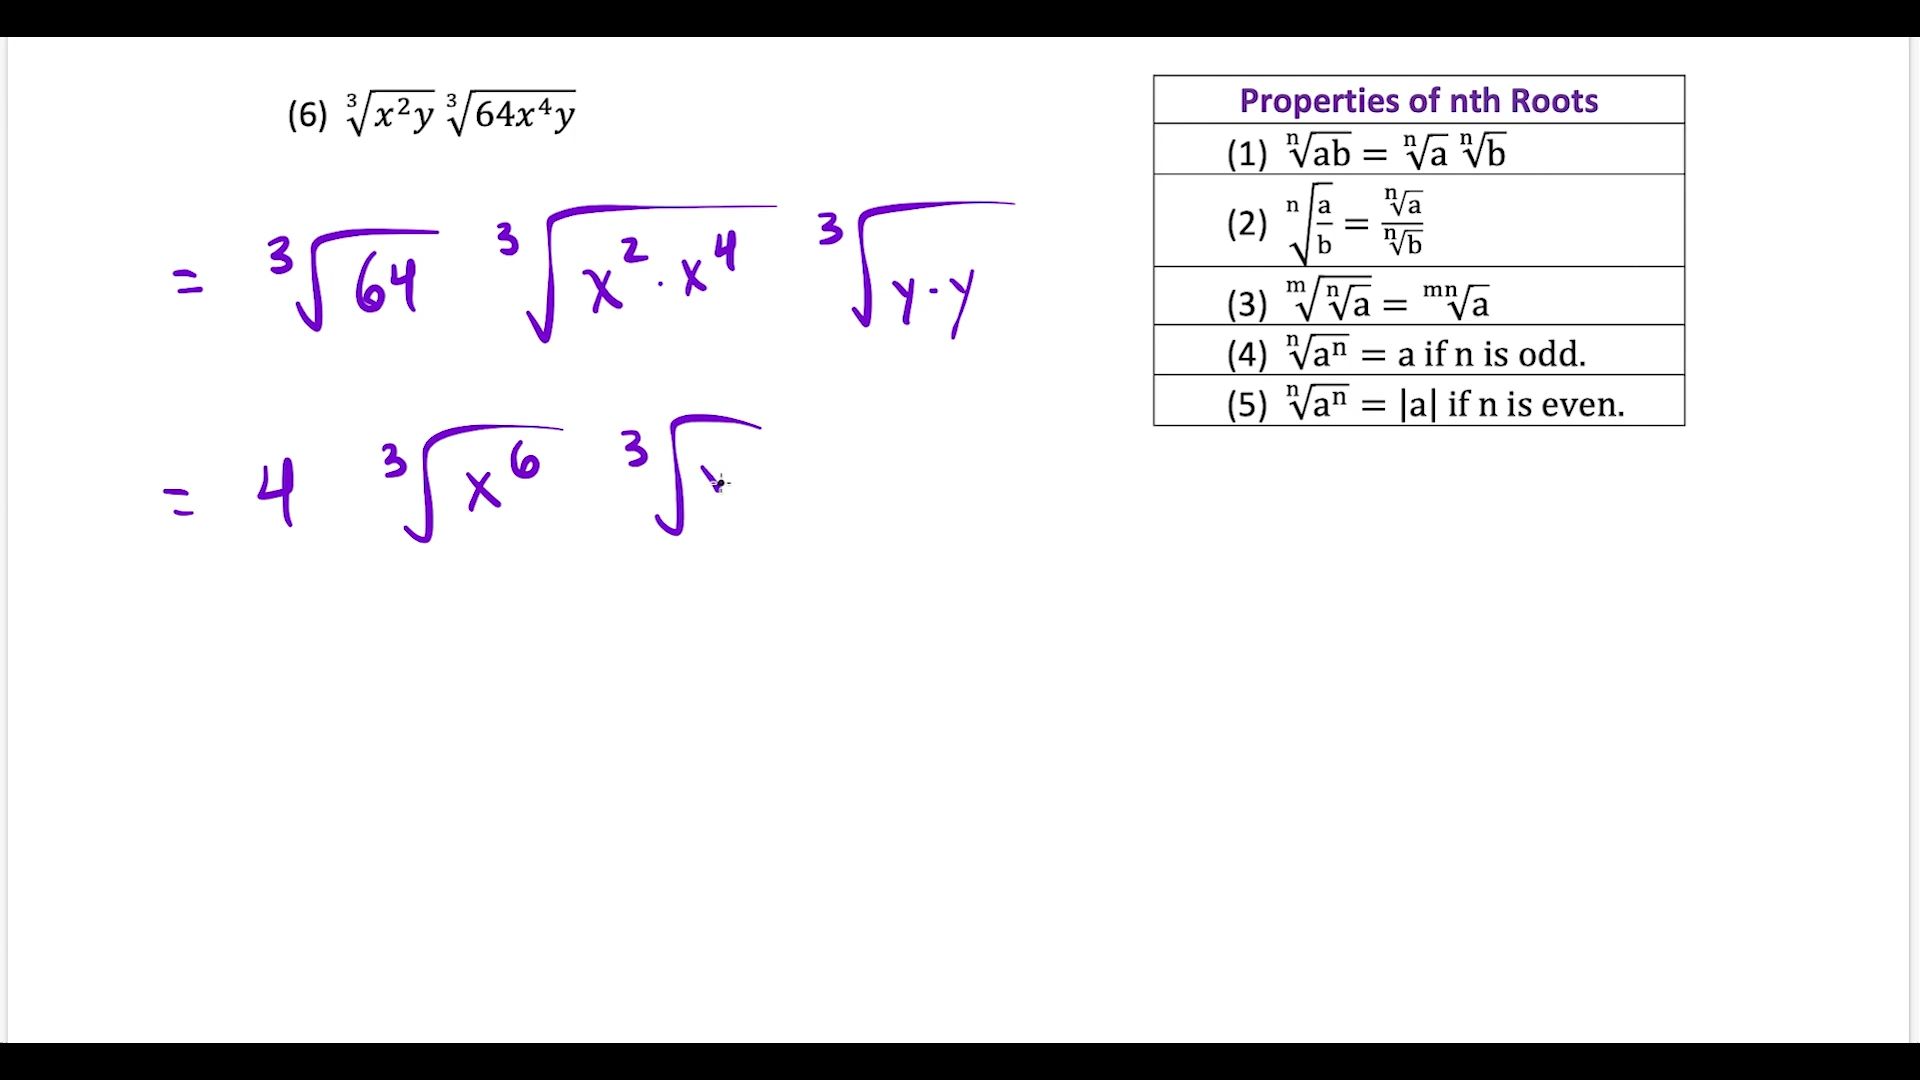 (6) ∛(x²y) ∛(64x⁴y)
= ∛64 ∛(x² · x⁴) ∛(y · y)
= 4 ∛(x⁶) ∛
Properties of nth Roots
(1) ⁿ√(ab) = ⁿ√a ⁿ√b
(2) ⁿ√(a/b) = ⁿ√a / ⁿ√b
(3) ᵐ√(ⁿ√a) = ᵐⁿ√a
(4) ⁿ√(aⁿ) = a if n is odd.
(5) ⁿ√(aⁿ) = |a| if n is even.